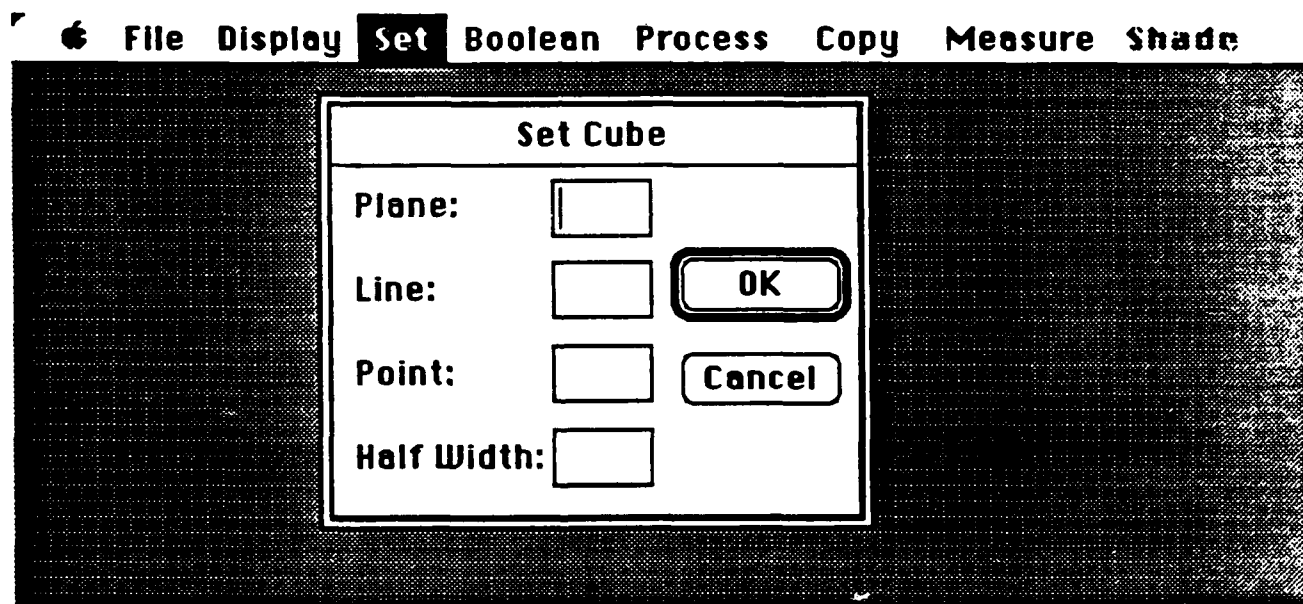 File Display Set Boolean Process Copy Measure Shade
Set Cube
Plane:
Line:
OK
Point:
Cancel
Half Width: